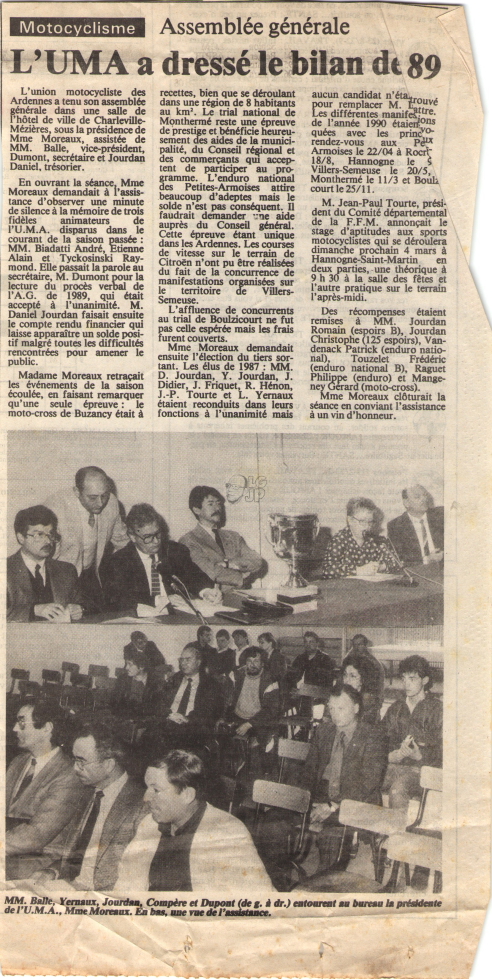 Motocyclisme Assemblée générale
L'UMA a dressé le bilan de 89
L'union motocycliste des
Ardennes a tenu son assemblée
générale dans une salle de
l'hôtel de ville de Charleville-
Mézières, sous la présidence de
Mme Moreaux, assistée de
MM. Balle, vice-président,
Dumont, secrétaire et Jourdan
Daniel, trésorier.
En ouvrant la séance, Mme
Moreaux demandait à l'assis-
tance d'observer une minute
de silence à la mémoire de trois
fidèles animateurs de
l'U.M.A. disparus dans le
courant de la saison passée :
MM. Biadatti André, Etienne
Alain et Tyckosinski Ray-
mond. Elle passait la parole au
secrétaire, M. Dumont pour la
lecture du procès verbal de
l'A.G. de 1989, qui était
accepté à l'unanimité. M.
Daniel Jourdan faisait ensuite
le compte rendu financier qui
laisse apparaître un solde posi-
tif malgré toutes les difficultés
rencontrées pour amener le
public.
Madame Moreaux retraçait
les événements de la saison
écoulée, en faisant remarquer
qu'une seule épreuve : le
moto-cross de Buzancy était à
recettes, bien que se déroulant
dans une région de 8 habitants
au km². Le trial national de
Monthermé reste une épreuve
de prestige et bénéficie heureu-
sement des aides de la munici-
palité, du Conseil régional et
des commerçants qui accep-
tent de participer au pro-
gramme. L'enduro national
des Petites-Armoises attire
beaucoup d'adeptes mais le
solde n'est pas conséquent. Il
faudrait demander une aide
auprès du Conseil général.
Cette épreuve étant unique
dans les Ardennes. Les courses
de vitesse sur le terrain de
Citroën n'ont pu être réalisées
du fait de la concurrence de
manifestations organisées sur
le territoire de Villers-
Semeuse.
L'affluence de concurrents
au trial de Boulzicourt ne fut
pas celle espérée mais les frais
furent couverts.
Mme Moreaux demandait
ensuite l'élection du tiers sor-
tant. Les élus de 1987 : MM.
D. Jourdan, Y. Jourdan, J.
Didier, J. Friquet, R. Hénon,
J.-P. Tourte et L. Yernaux
étaient reconduits dans leurs
fonctions à l'unanimité mais
aucun candidat n'éta trouvé
pour remplacer M. attre.
Les différentes manifes ons
de l'année 1990 étaient vo-
quées avec les princ aux
rendez-vous aux P
Armoises le 22/04 à Rocr
18/8, Hannogne le
Villers-Semeuse le 20/5,
Monthermé le 11/3 et Boul
court le 25/11.
M. Jean-Paul Tourte, prési-
dent du Comité départemental
de la F.F.M. annonçait le
stage d'aptitudes aux sports
motocyclistes qui se déroulera
dimanche prochain 4 mars à
Hannogne-Saint-Martin en
deux parties, une théorique à
9 h 30 à la salle des fêtes et
l'autre pratique sur le terrain
l'après-midi.
Des récompenses étaient
remises à MM. Jourdan
Romain (espoirs B), Jourdan
Christophe (125 espoirs), Van-
denack Patrick (enduro natio-
nal), Touzelet Frédéric
(enduro national B), Raguet
Philippe (enduro) et Mange-
ney Gérard (moto-cross).
Mme Moreaux clôturait la
séance en conviant l'assistance
à un vin d'honneur.
MM. Balle, Yernaux, Jourdan, Compère et Dupont (de g. à dr.) entourent au bureau la présidente
de l'U.M.A., Mme Moreaux. En bas, une vue de l'assistance.